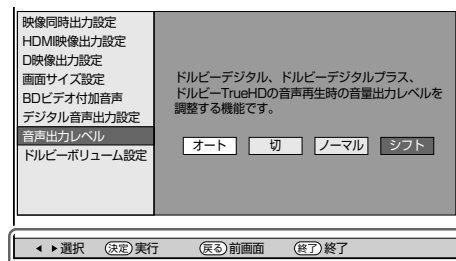 映像同時出力設定
HDMI映像出力設定
D映像出力設定
画面サイズ設定
BDビデオ付加音声
デジタル音声出力設定
音声出力レベル
ドルビーボリューム設定
ドルビーデジタル、ドルビーデジタルプラス、
ドルビーTrueHDの音声再生時の音量出力レベルを
調整する機能です。
オート 切 ノーマル シフト
選択 決定 実行 戻る 前画面 終了 終了